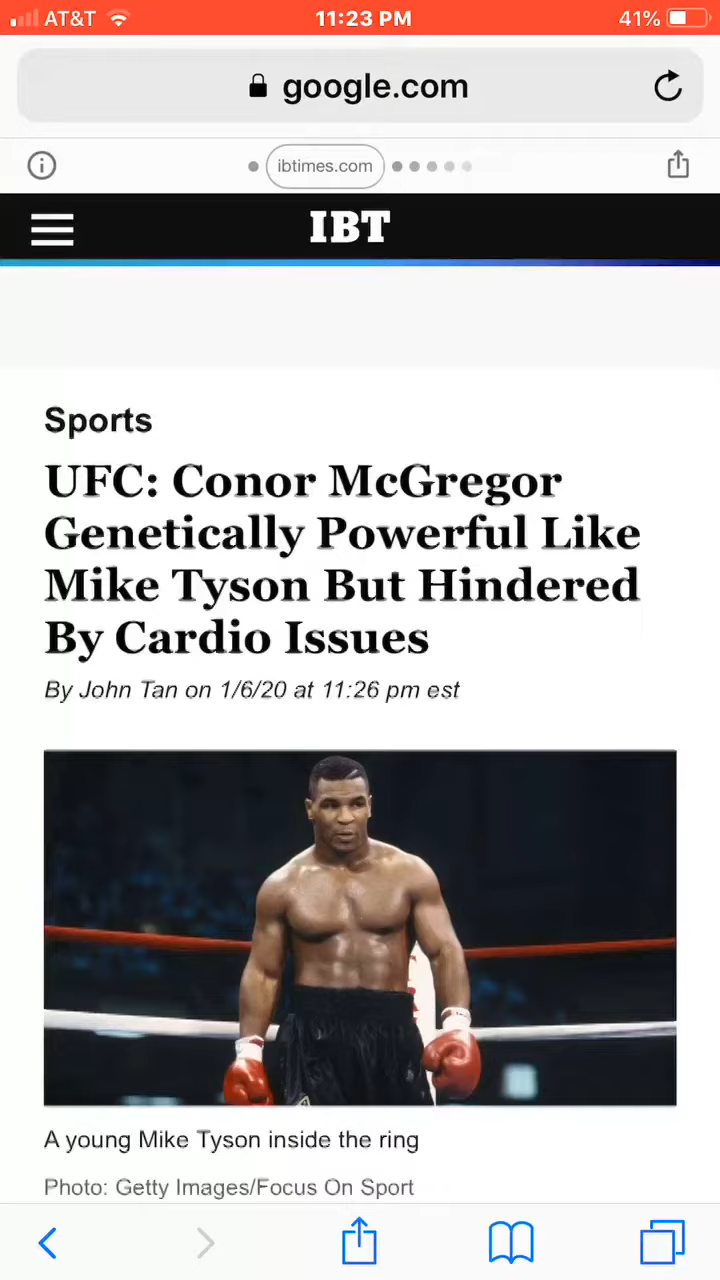 AT&T 11:23 PM 41%
google.com
ibtimes.com
IBT
Sports
UFC: Conor McGregor
Genetically Powerful Like
Mike Tyson But Hindered
By Cardio Issues
By John Tan on 1/6/20 at 11:26 pm est
A young Mike Tyson inside the ring
Photo: Getty Images/Focus On Sport